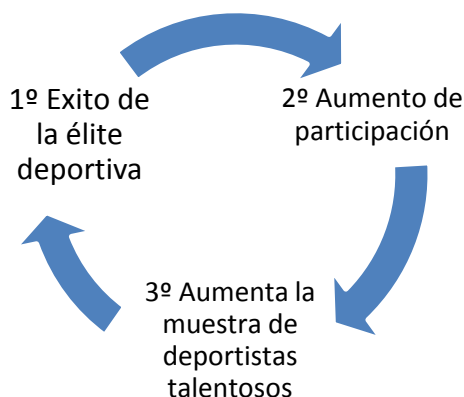 1º Exito de
la élite
deportiva
2º Aumento de
participación
3º Aumenta la
muestra de
deportistas
talentosos